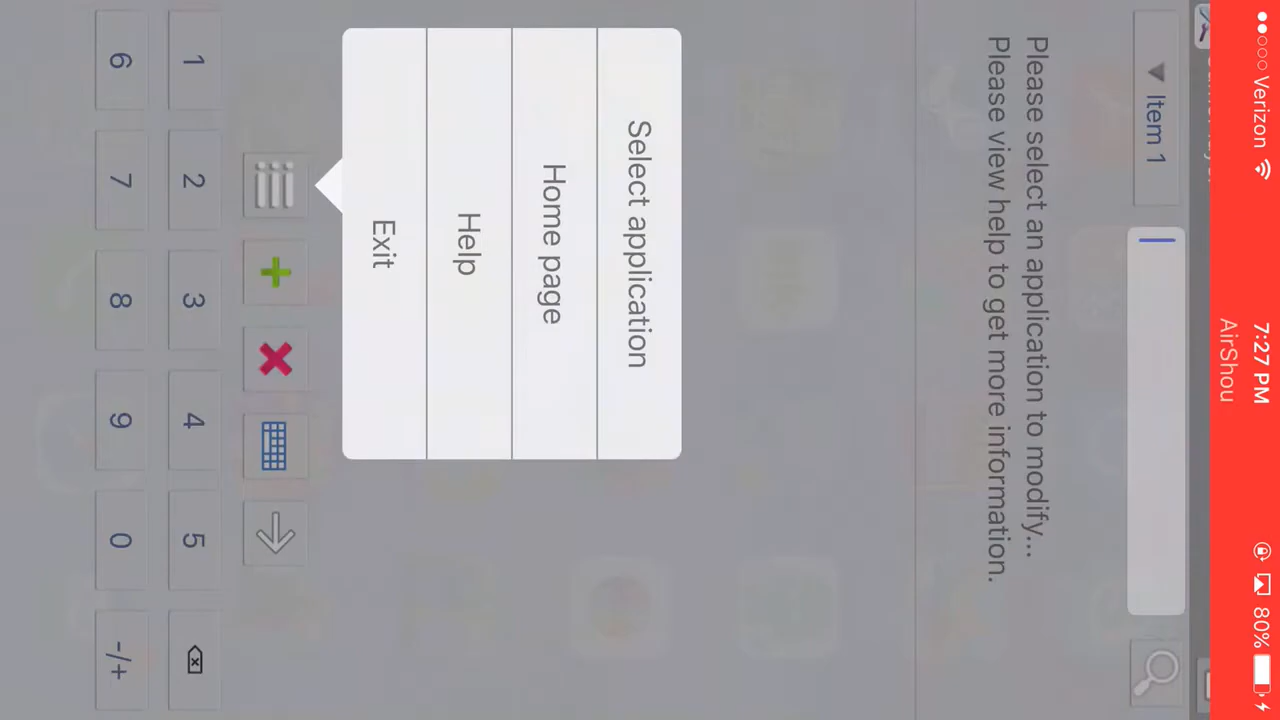 Verizon 7:27 PM 80%
AirShou
Item 1
Please select an application to modify...
Please view help to get more information.
Select application
Home page
Help
Exit
1 2 3 4 5
6 7 8 9 0 -/+